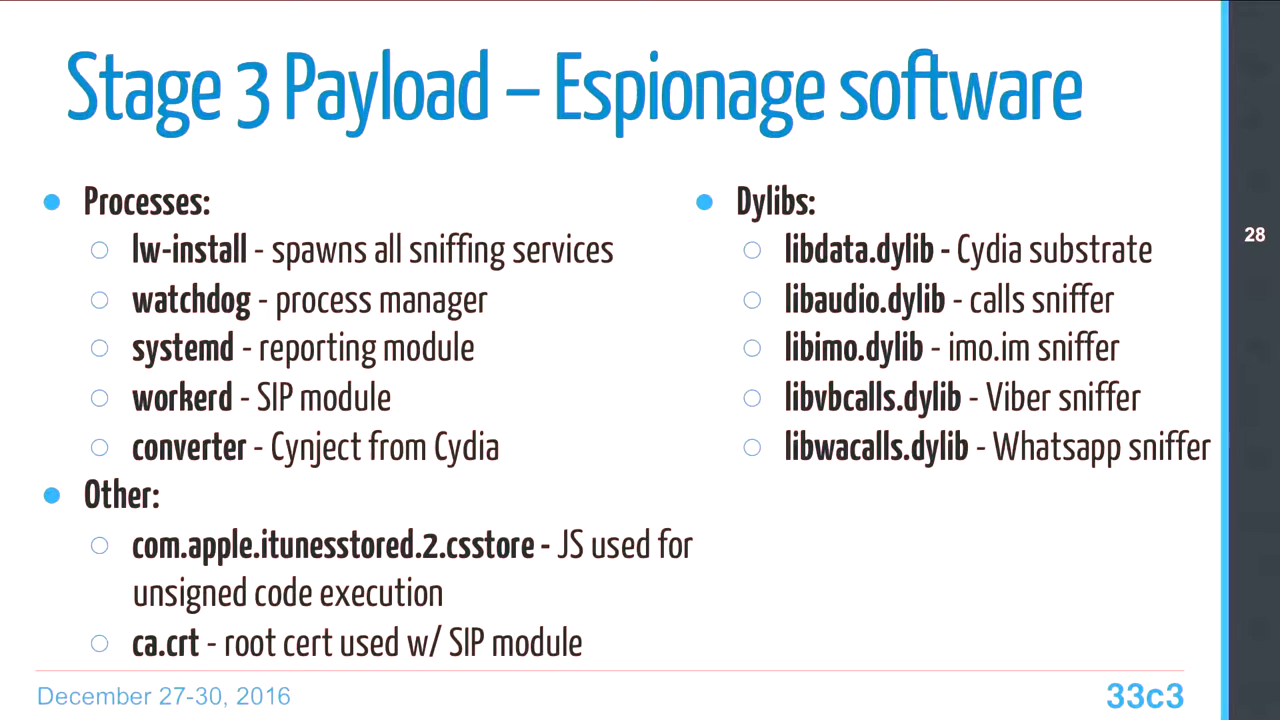 Stage 3 Payload – Espionage software
Processes:
lw-install - spawns all sniffing services
watchdog - process manager
systemd - reporting module
workerd - SIP module
converter - Cynject from Cydia
Other:
com.apple.itunesstored.2.csstore - JS used for
unsigned code execution
ca.crt - root cert used w/ SIP module
Dylibs:
libdata.dylib - Cydia substrate
libaudio.dylib - calls sniffer
libimo.dylib - imo.im sniffer
libvbcalls.dylib - Viber sniffer
libwacalls.dylib - Whatsapp sniffer
28
December 27-30, 2016
33c3